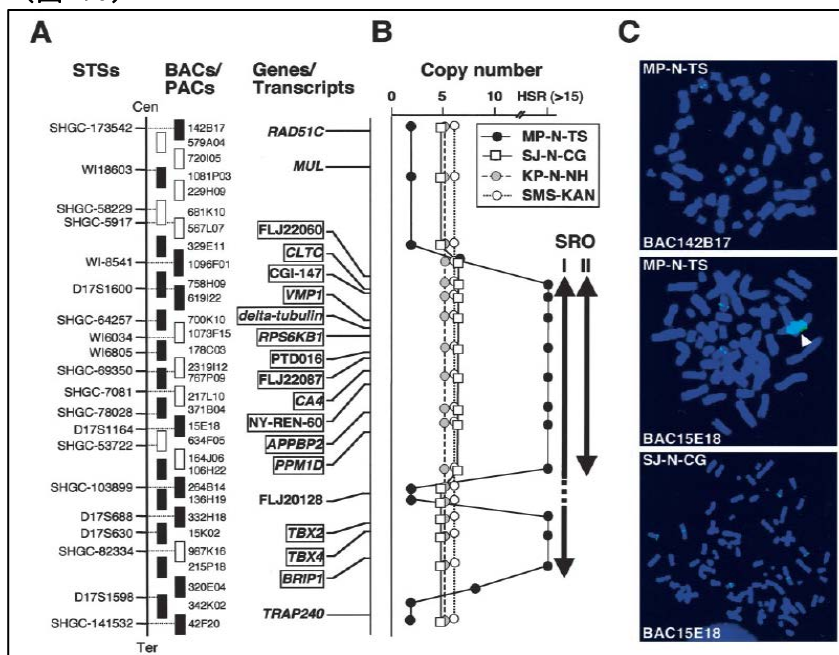 A
B
C
STSs
BACs/
PACs
Genes/
Transcripts
Copy number
0
5
10
HSR (>15)
Cen
SHGC-173542
WI18603
SHGC-58229
SHGC-5917
WI-8541
D17S1600
SHGC-64257
WI6034
WI6805
SHGC-69350
SHGC-7081
SHGC-78028
D17S1164
SHGC-53722
SHGC-103899
D17S688
D17S630
SHGC-82334
D17S1598
SHGC-141532
Ter
142B17
579A04
720I05
1081P03
229H09
681K10
567L07
329E11
1096F01
758H09
619I22
700K10
1073F15
178C03
2319I12
767P09
217L10
371B04
15E18
634F05
164J06
106H22
264B14
136H19
332H18
15K02
987K16
215P18
320E04
342K02
42F20
RAD51C
MUL
FLJ22060
CLTC
CGI-147
VMP1
delta-tubulin
RPS6KB1
PTD016
FLJ22087
CA4
NY-REN-60
APPBP2
PPM1D
FLJ20128
TBX2
TBX4
BRIP1
TRAP240
MP-N-TS
SJ-N-CG
KP-N-NH
SMS-KAN
SRO
I II
MP-N-TS
BAC142B17
MP-N-TS
BAC15E18
SJ-N-CG
BAC15E18